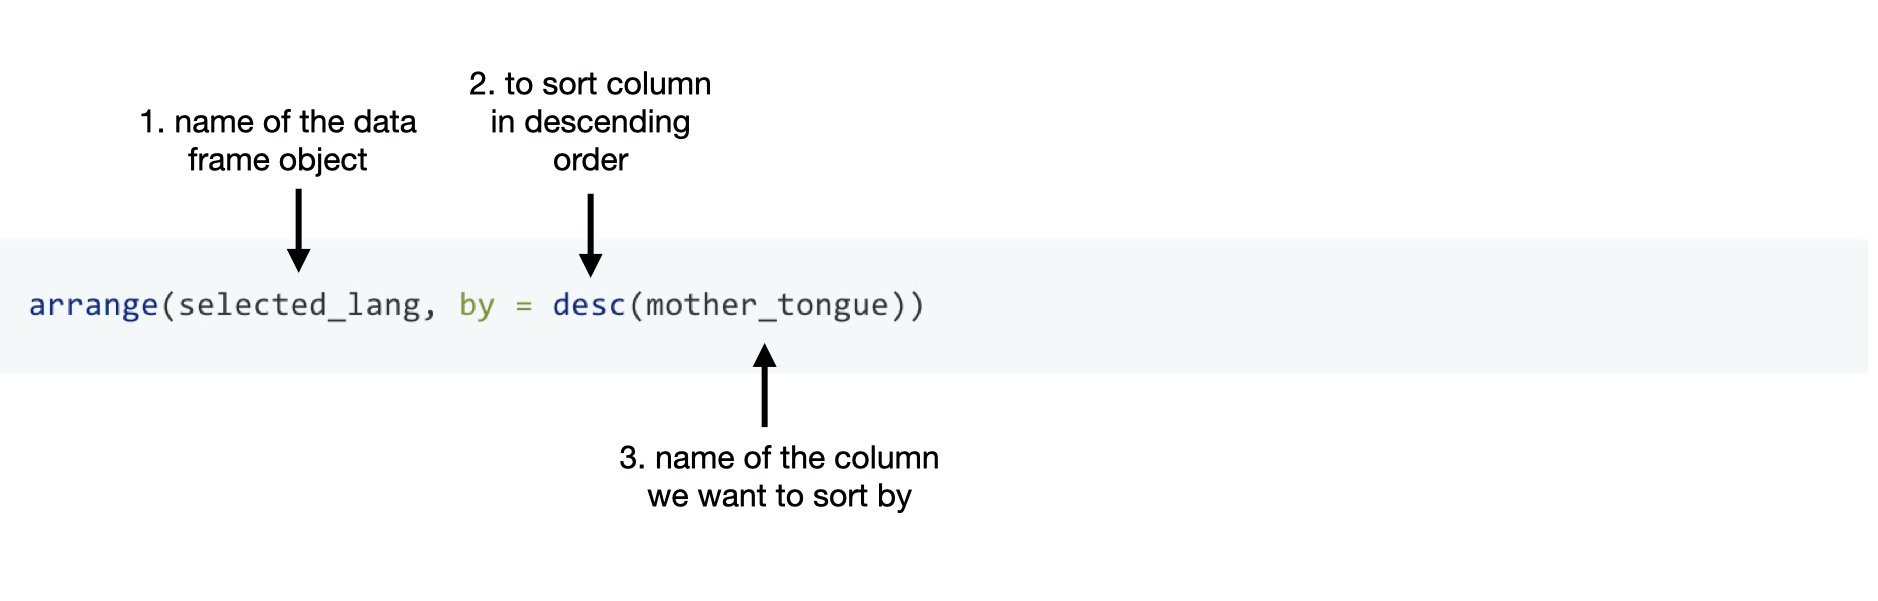 2. to sort column
in descending
order
1. name of the data
frame object
arrange(selected_lang, by = desc(mother_tongue))
3. name of the column
we want to sort by